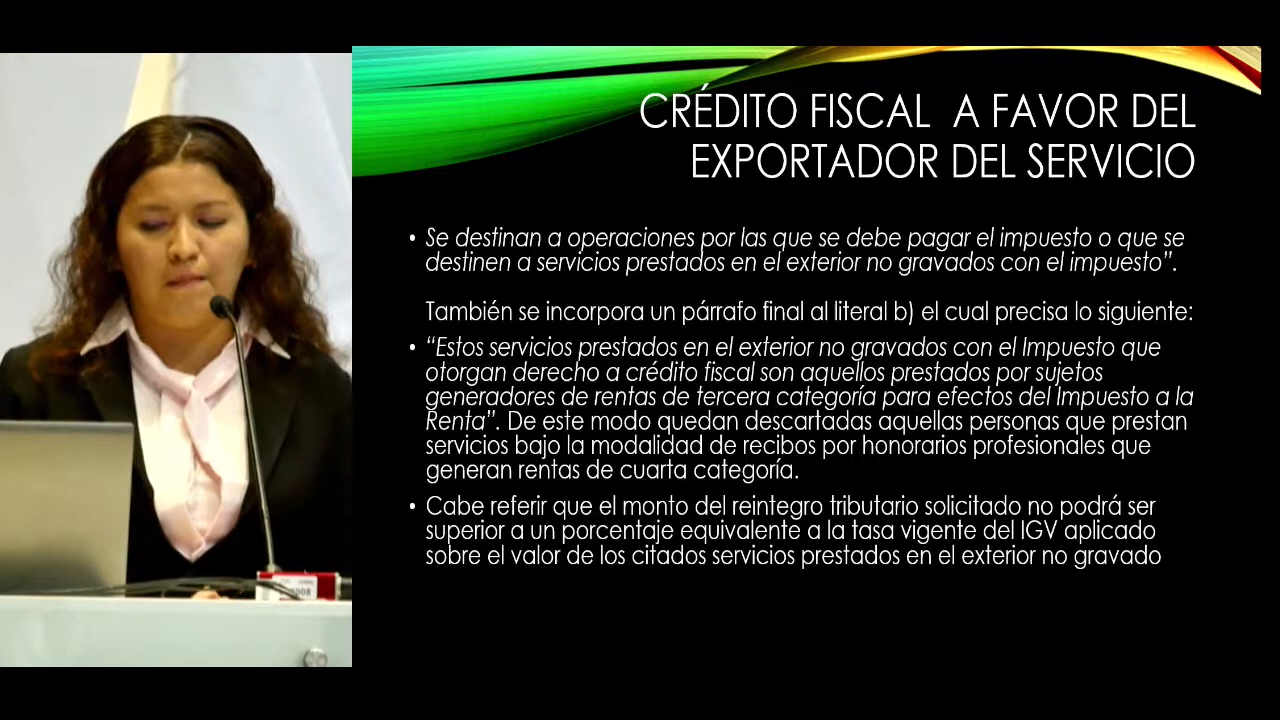 CRÉDITO FISCAL A FAVOR DEL
EXPORTADOR DEL SERVICIO
• Se destinan a operaciones por las que se debe pagar el impuesto o que se
destinen a servicios prestados en el exterior no gravados con el impuesto”.
También se incorpora un párrafo final al literal b) el cual precisa lo siguiente:
• “Estos servicios prestados en el exterior no gravados con el Impuesto que
otorgan derecho a crédito fiscal son aquellos prestados por sujetos
generadores de rentas de tercera categoría para efectos del Impuesto a la
Renta”. De este modo quedan descartadas aquellas personas que prestan
servicios bajo la modalidad de recibos por honorarios profesionales que
generan rentas de cuarta categoría.
• Cabe referir que el monto del reintegro tributario solicitado no podrá ser
superior a un porcentaje equivalente a la tasa vigente del IGV aplicado
sobre el valor de los citados servicios prestados en el exterior no gravado